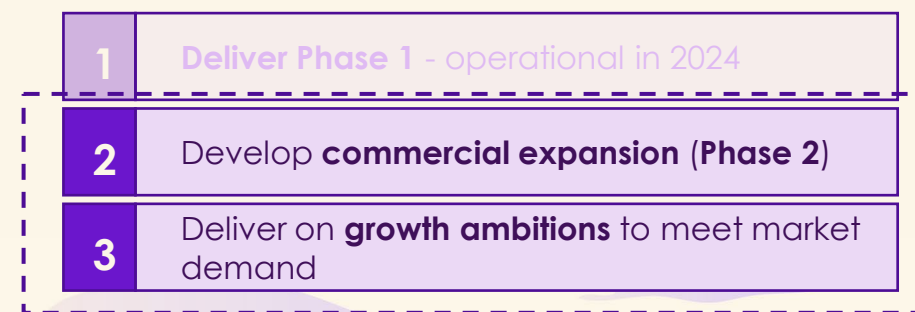 1
Deliver Phase 1 - operational in 2024
2
Develop commercial expansion (Phase 2)
3
Deliver on growth ambitions to meet market
demand